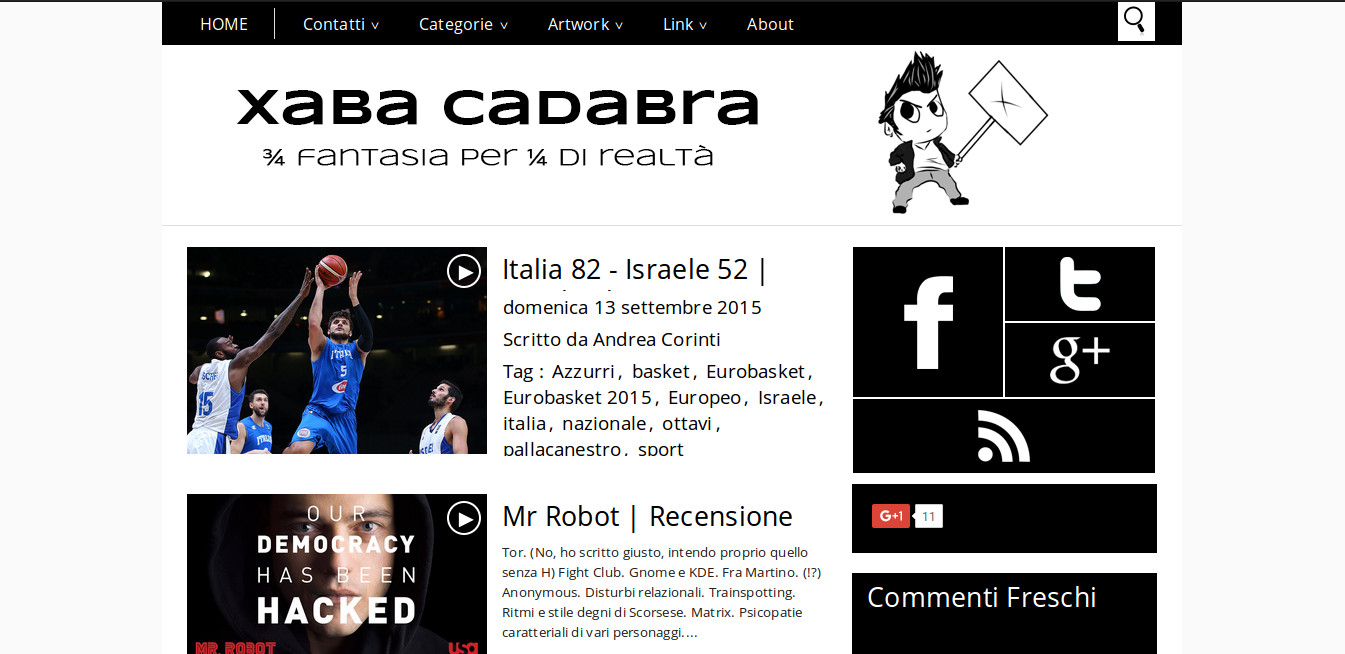 HOME Contatti ˅ Categorie ˅ Artwork ˅ Link ˅ About
xaba cadabra
¾ fantasia per ¼ di realtà
Italia 82 - Israele 52 |
domenica 13 settembre 2015
Scritto da Andrea Corinti
Tag : Azzurri, basket, Eurobasket,
Eurobasket 2015, Europeo, Israele,
italia, nazionale, ottavi,
pallacanestro, sport
ITALIA
5
15
f
t
g+
G+1 11
Commenti Freschi
OUR
DEMOCRACY
HAS BEEN
HACKED
MR. ROBOT
usa
Mr Robot | Recensione
Tor. (No, ho scritto giusto, intendo proprio quello
senza H) Fight Club. Gnome e KDE. Fra Martino. (!?)
Anonymous. Disturbi relazionali. Trainspotting.
Ritmi e stile degni di Scorsese. Matrix. Psicopatie
caratteriali di vari personaggi....